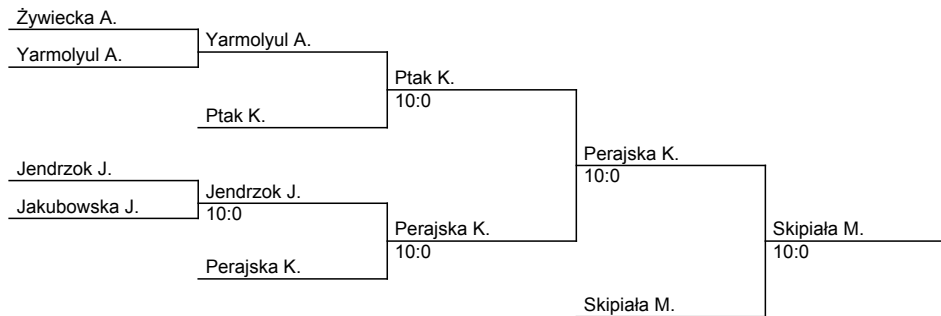 Żywiecka A.
Yarmolyul A.
Yarmolyul A.
Ptak K.
Ptak K.
10:0
Jendrzok J.
Jakubowska J.
Jendrzok J.
10:0
Perajska K.
Perajska K.
10:0
Perajska K.
10:0
Skipiała M.
Skipiała M.
10:0